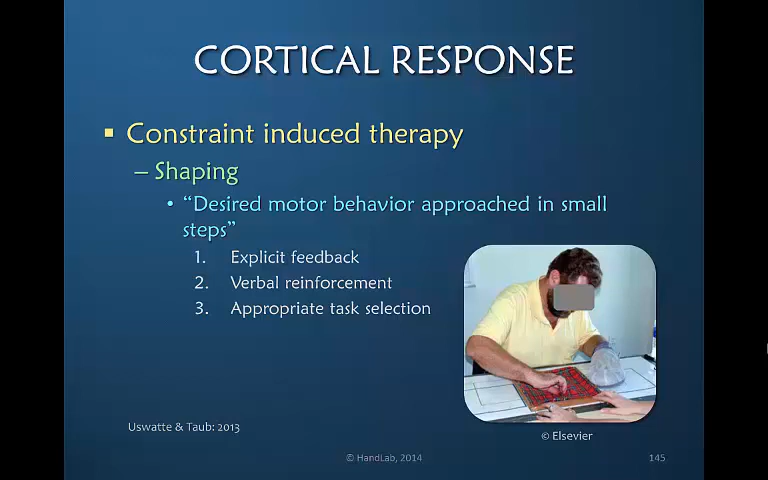 CORTICAL RESPONSE
▪ Constraint induced therapy
– Shaping
• “Desired motor behavior approached in small
steps”
1. Explicit feedback
2. Verbal reinforcement
3. Appropriate task selection
Uswatte & Taub: 2013
© Elsevier
© HandLab, 2014
145